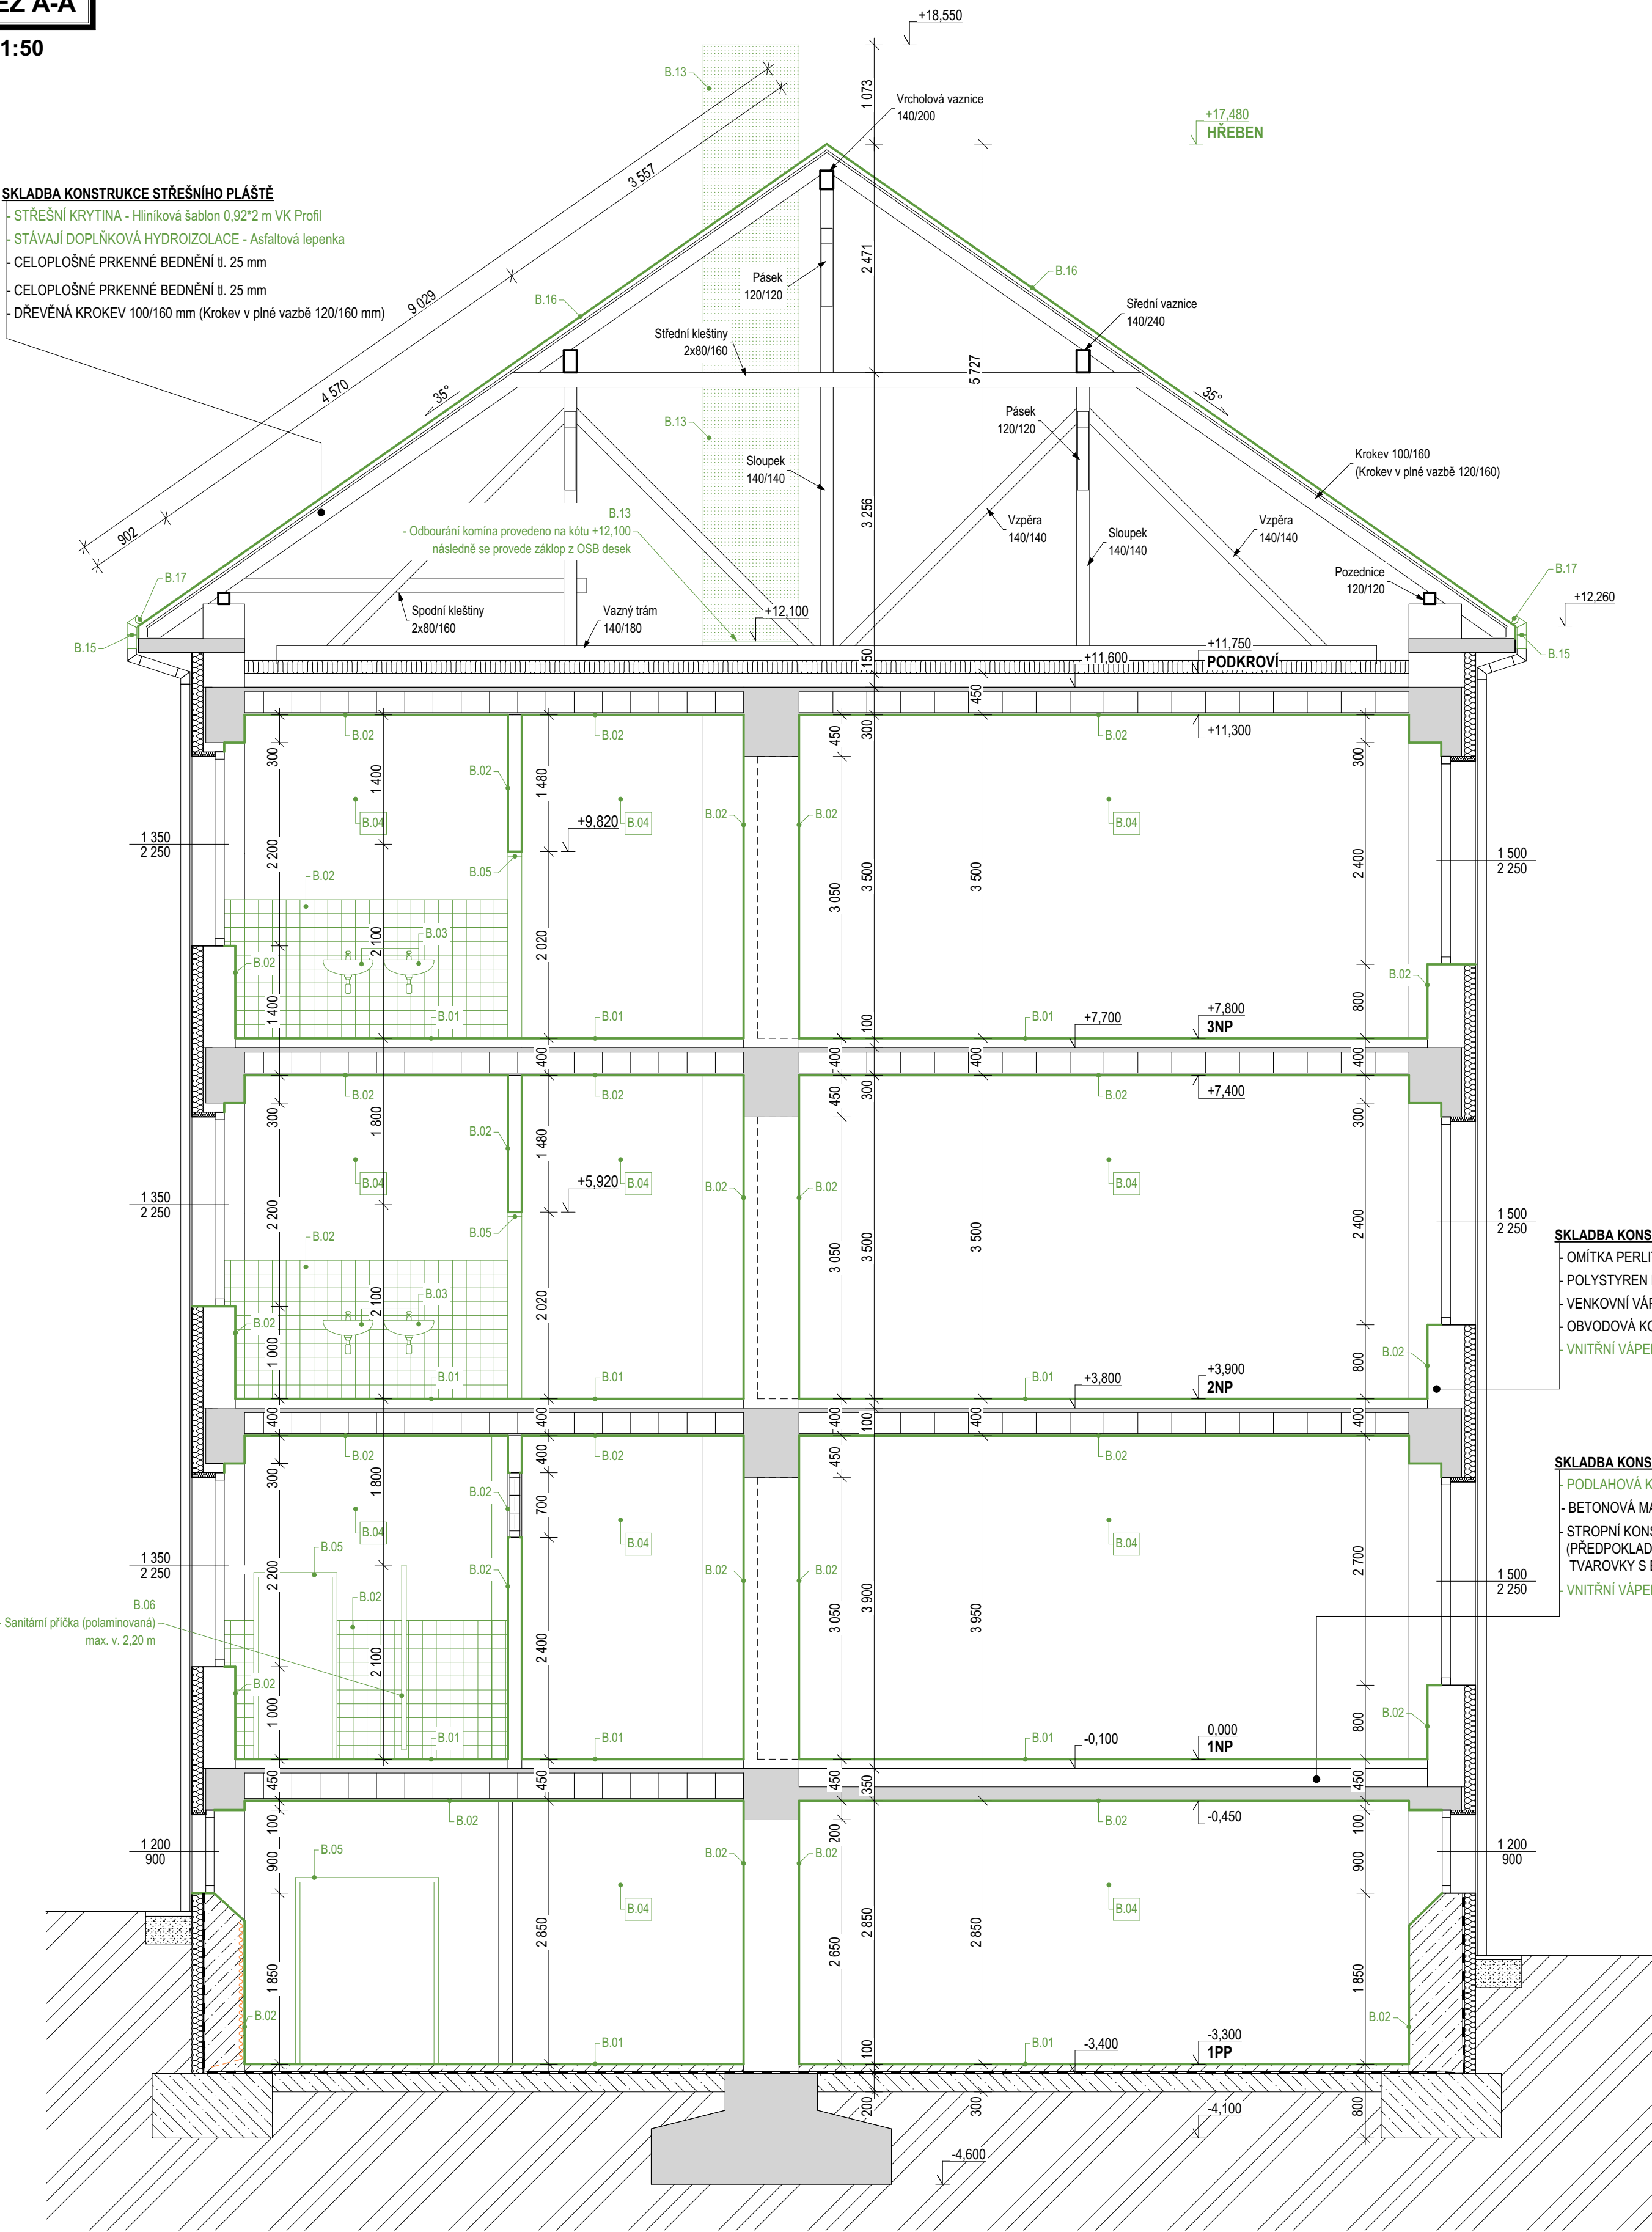 EZ A-A
1:50
+18,550
B.13
1 073
Vrcholová vaznice
140/200
+17,480
HŘEBEN
3 557
SKLADBA KONSTRUKCE STŘEŠNÍHO PLÁŠTĚ
- STŘEŠNÍ KRYTINA - Hliníková šablon 0,92*2 m VK Profil
- STÁVAJÍ DOPLŇKOVÁ HYDROIZOLACE - Asfaltová lepenka
- CELOPLOŠNÉ PRKENNÉ BEDNĚNÍ tl. 25 mm
- CELOPLOŠNÉ PRKENNÉ BEDNĚNÍ tl. 25 mm
- DŘEVĚNÁ KROKEV 100/160 mm (Krokev v plné vazbě 120/160 mm)
9 029
4 570
902
35°
B.16
Pásek
120/120
2 471
B.16
Střední kleštiny
2x80/160
Sřední vaznice
140/240
5 727
35°
B.13
Pásek
120/120
Sloupek
140/140
Krokev 100/160
(Krokev v plné vazbě 120/160)
3 256
B.13
- Odbourání komína provedeno na kótu +12,100
následně se provede záklop z OSB desek
Vzpěra
140/140
Sloupek
140/140
Vzpěra
140/140
B.17
Pozednice
120/120
B.17
+12,260
Spodní kleštiny
2x80/160
Vazný trám
140/180
+12,100
B.15
150
+11,600
+11,750
PODKROVÍ
B.15
450
300
B.02
1 400
B.02
1 480
450
300
B.02
+11,300
300
B.02
B.04
+9,820
B.04
B.02
B.02
B.04
1 350
2 250
2 200
B.05
B.02
3 050
3 500
3 500
2 400
1 500
2 250
2 100
B.03
2 020
B.02
B.02
1 400
B.01
B.01
100
B.01
+7,700
+7,800
3NP
800
400
400
400
400
300
B.02
1 800
B.02
1 480
450
300
B.02
+7,400
300
B.02
B.04
+5,920
B.04
B.02
B.02
B.04
1 350
2 250
2 200
B.05
B.02
3 050
3 500
3 500
2 400
1 500
2 250
2 100
B.03
2 020
B.02
B.02
1 000
B.01
B.01
B.01
+3,800
+3,900
2NP
800
SKLADBA KONS
- OMÍTKA PERLI
- POLYSTYREN
- VENKOVNÍ VÁP
- OBVODOVÁ KO
- VNITŘNÍ VÁPE
400
400
400
100
400
400
300
B.02
1 800
B.02
400
450
B.02
B.02
700
B.04
B.04
B.04
SKLADBA KONS
- PODLAHOVÁ K
- BETONOVÁ MA
- STROPNÍ KONS
(PŘEDPOKLAD
TVAROVKY S
- VNITŘNÍ VÁPE
1 350
2 250
2 200
B.05
B.02
B.02
B.02
B.02
3 050
3 900
3 950
2 700
1 500
2 250
B.06
- Sanitární příčka (polaminovaná)
max. v. 2,20 m
2 100
2 400
B.02
B.02
1 000
B.01
B.01
B.01
-0,100
0,000
1NP
800
450
450
450
350
450
100
B.02
200
B.02
-0,450
100
1 200
900
900
B.05
B.02
B.02
900
1 200
900
B.04
B.04
2 850
2 650
2 850
2 850
1 850
1 850
B.02
B.02
B.01
100
B.01
-3,400
-3,300
1PP
200
300
-4,100
800
-4,600